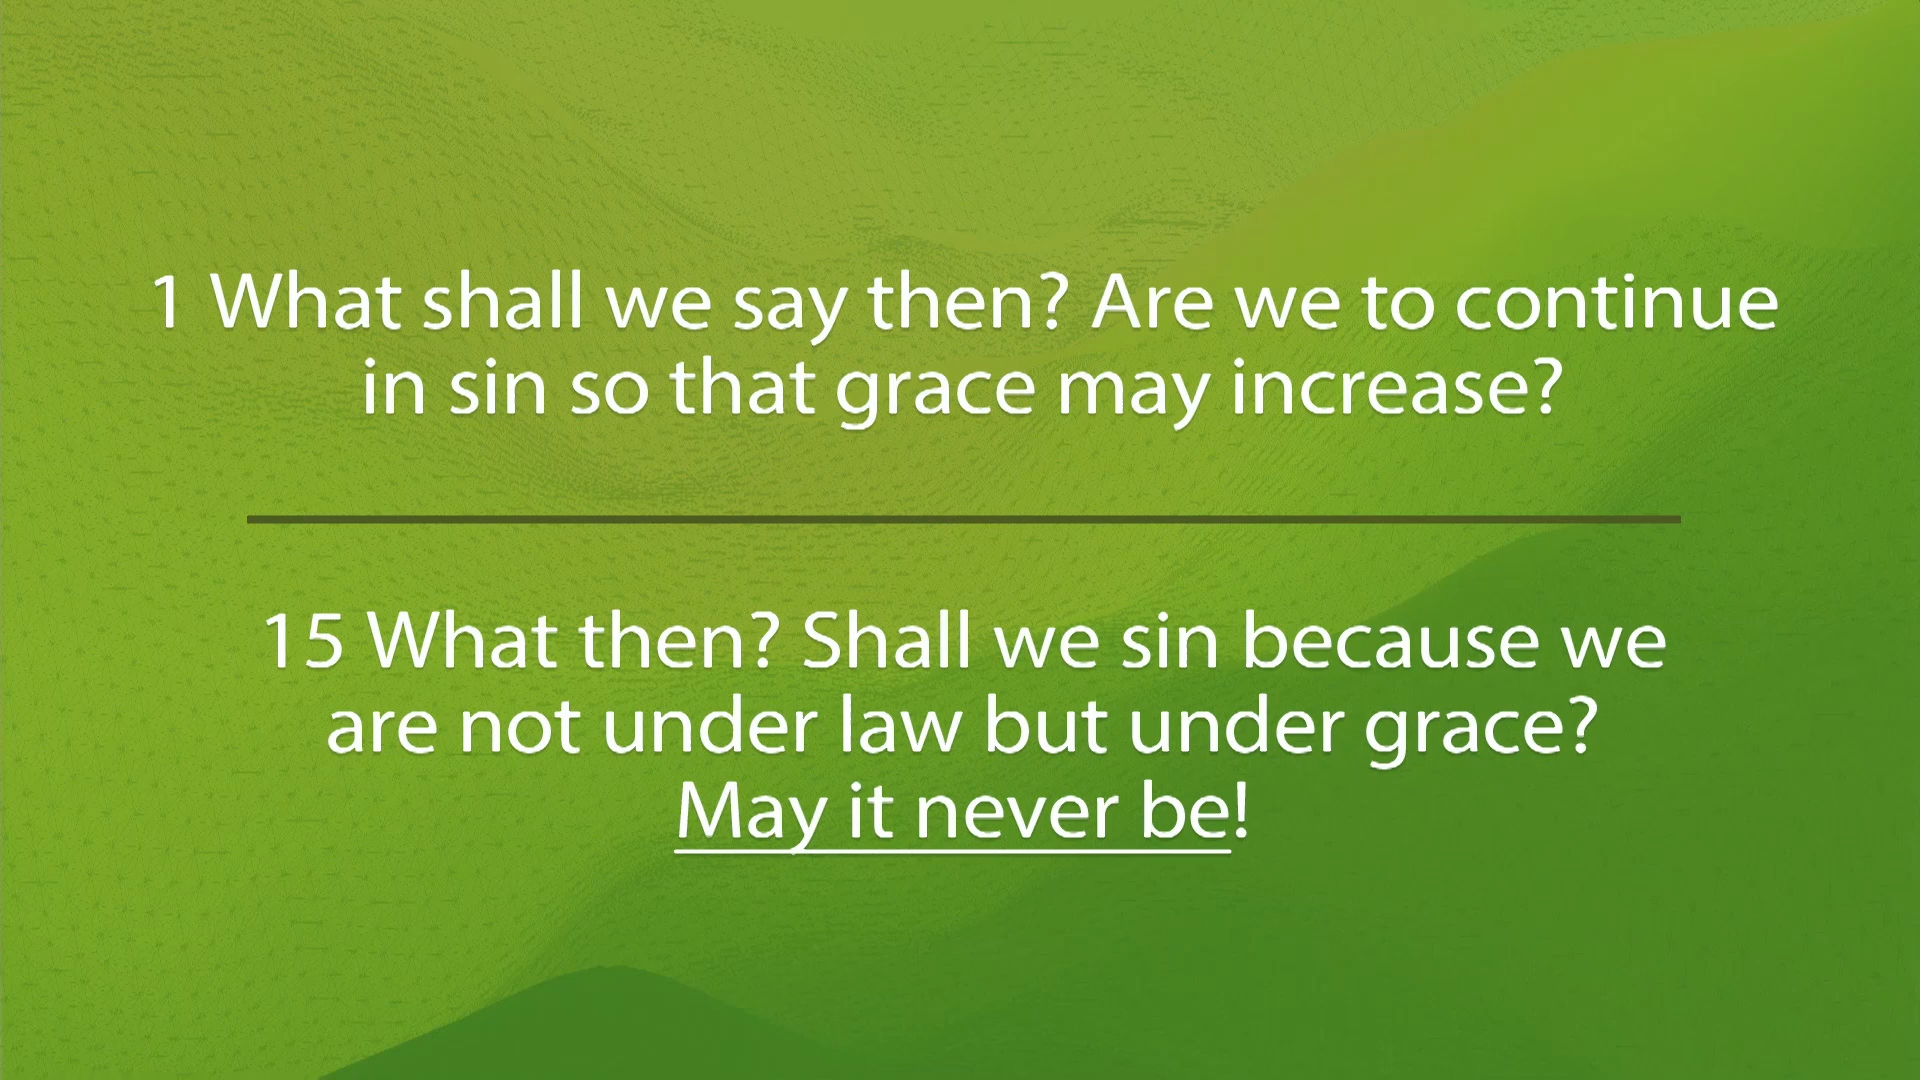 1 What shall we say then? Are we to continue
in sin so that grace may increase?
15 What then? Shall we sin because we
are not under law but under grace?
May it never be!